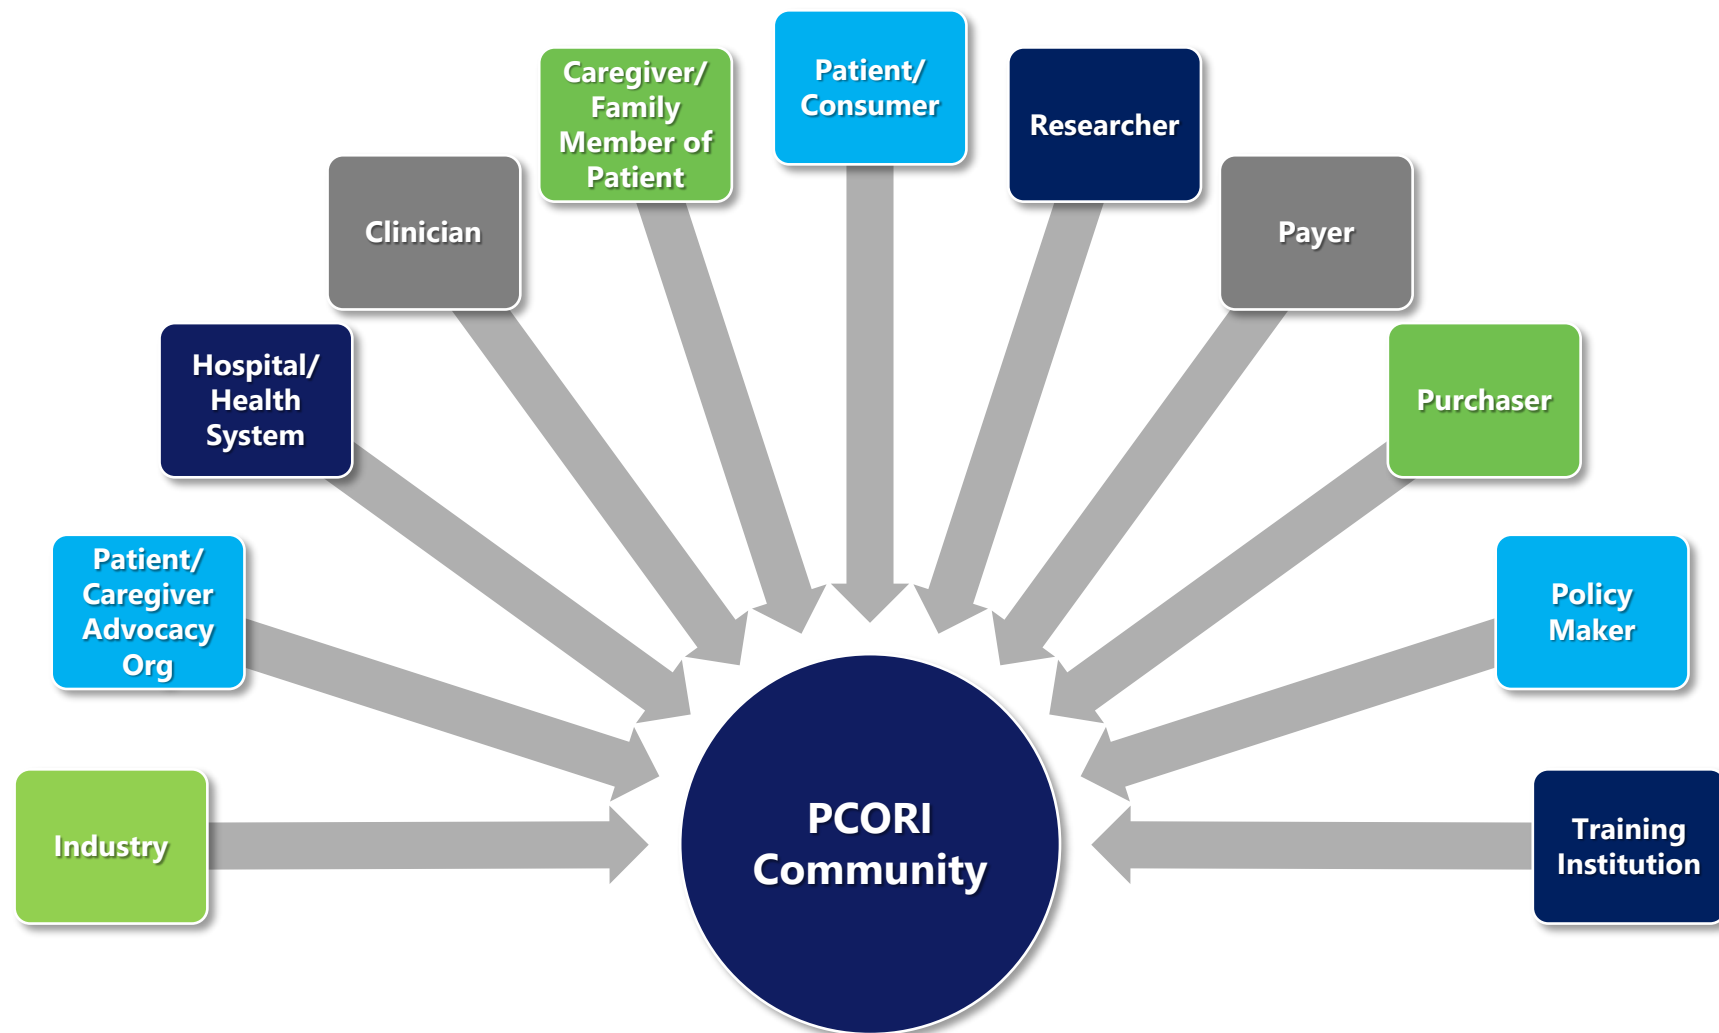 Patient/
Consumer
Caregiver/
Family
Member of
Patient
Researcher
Clinician
Payer
Hospital/
Health
System
Purchaser
Patient/
Caregiver
Advocacy
Org
Policy
Maker
Industry
PCORI
Community
Training
Institution